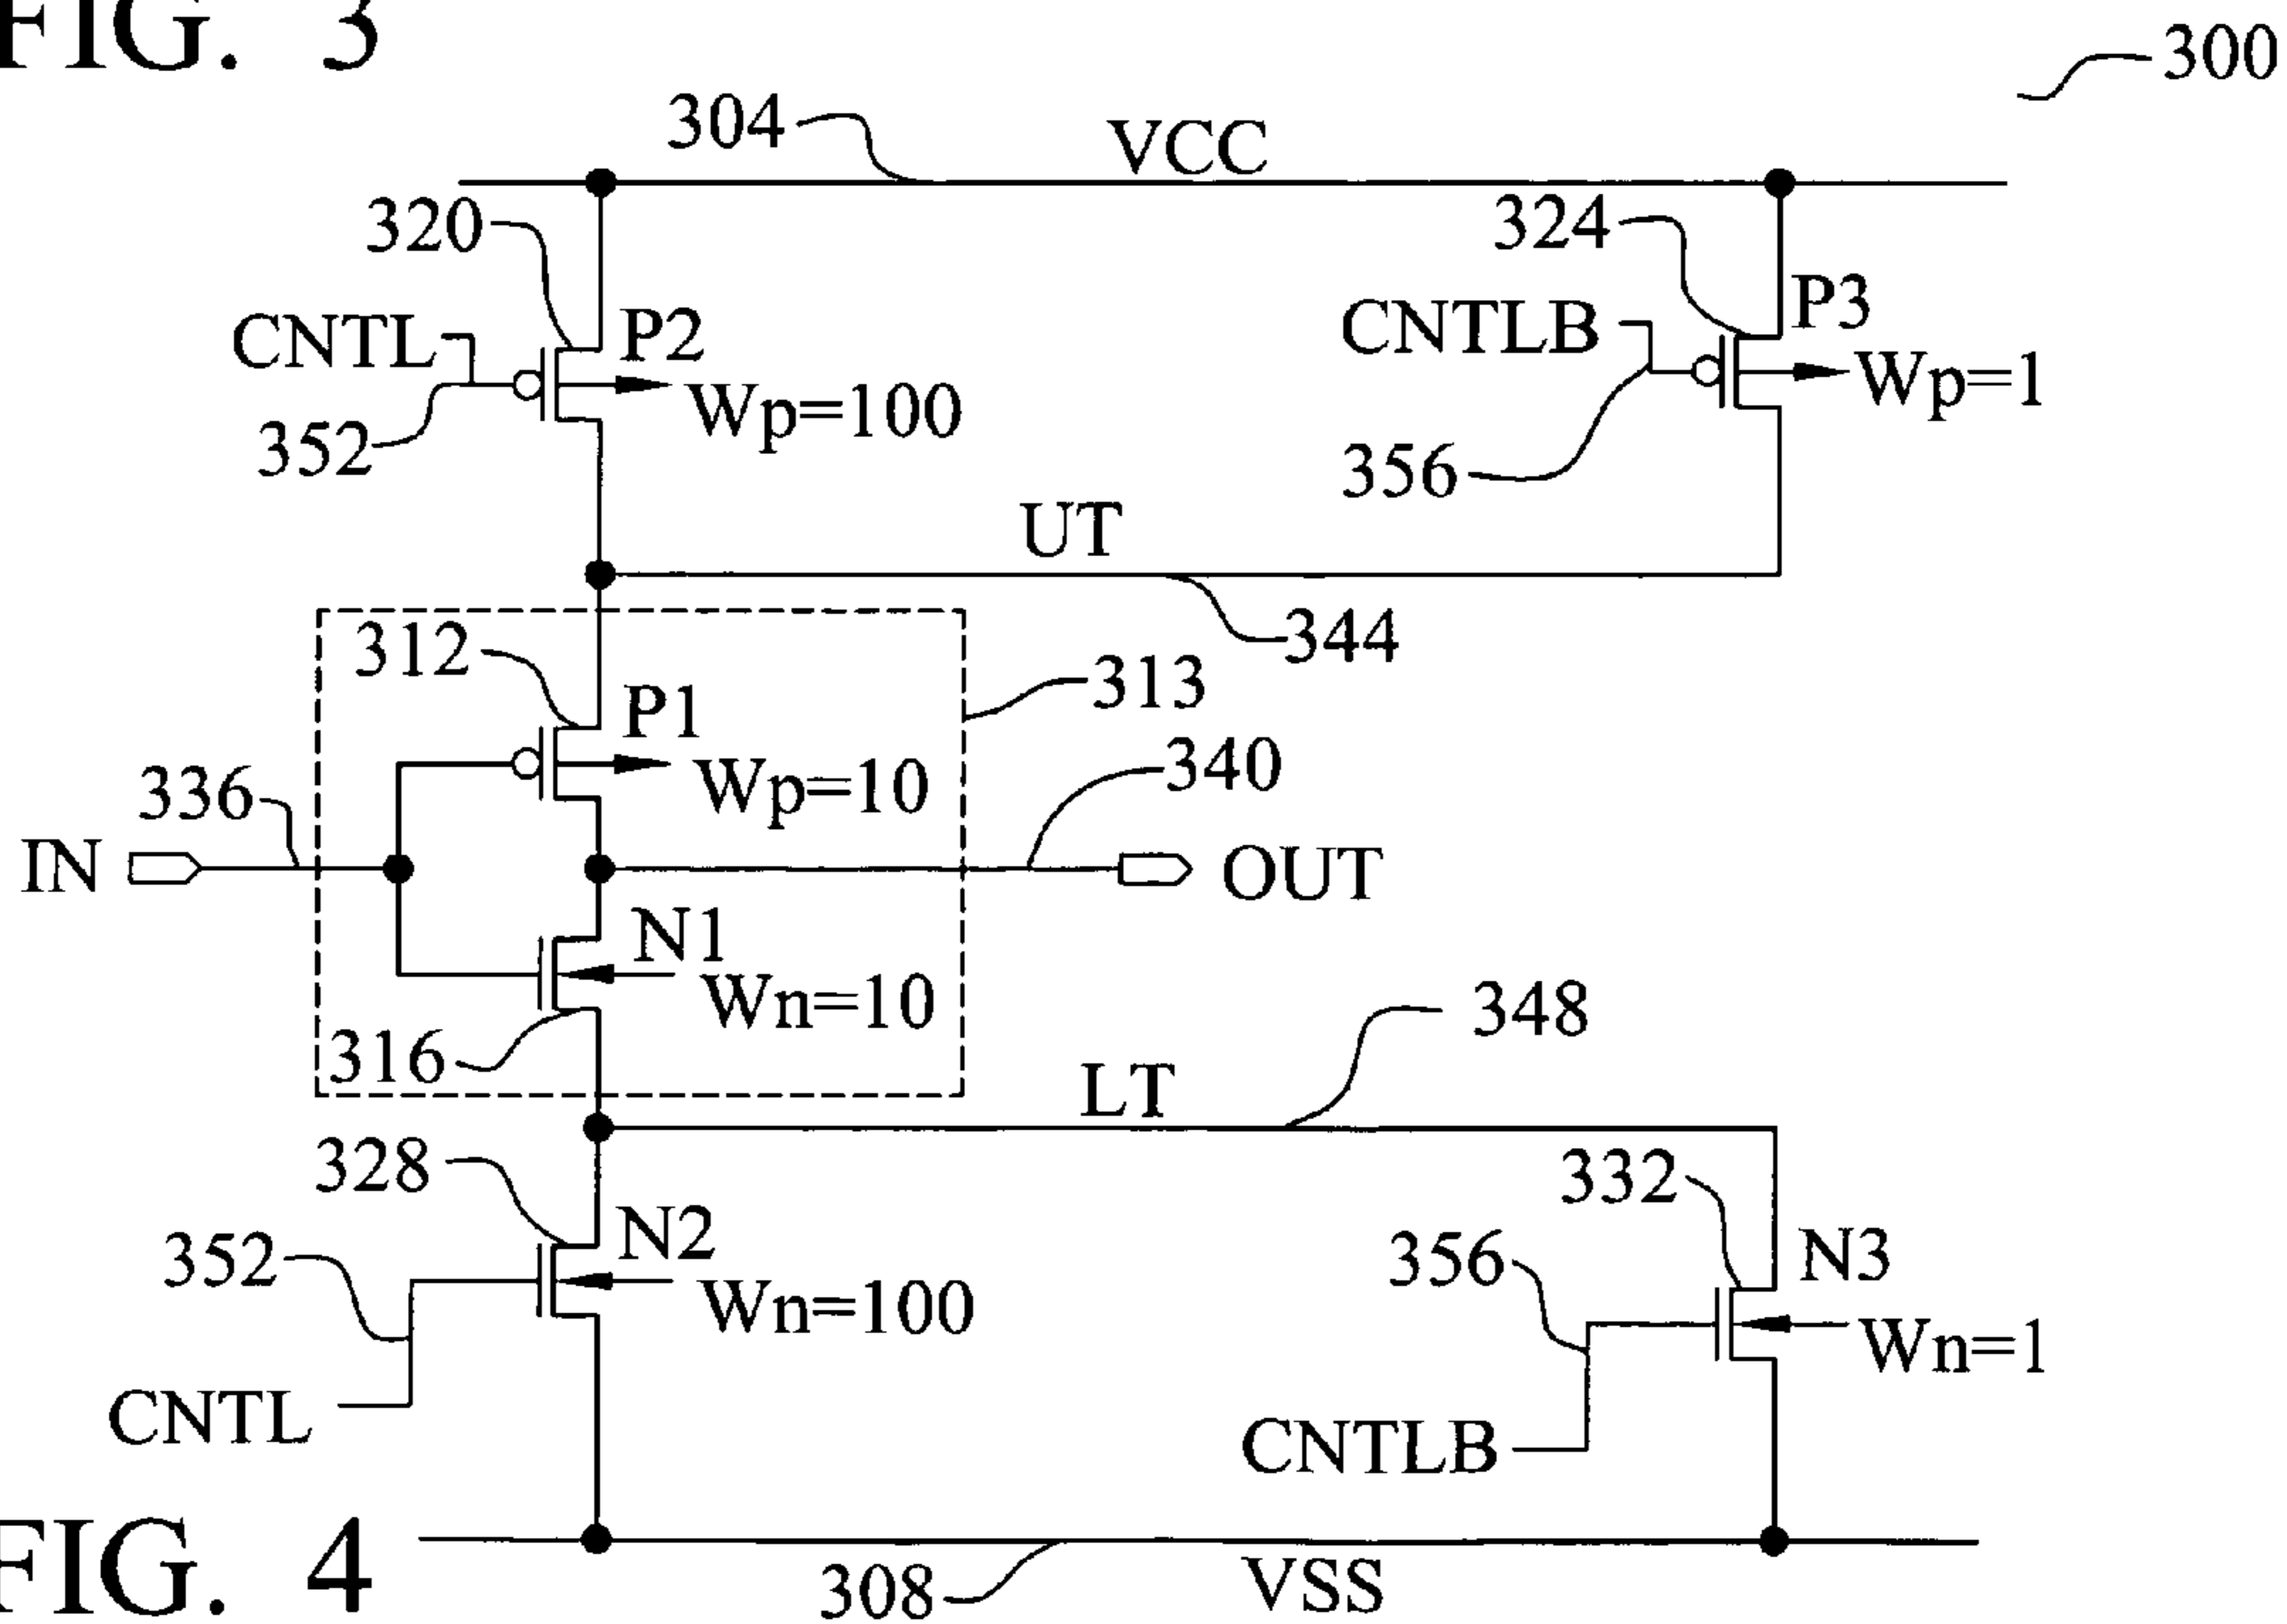 FIG. 3
300
304
VCC
320
324
P3
CNTL
P2
CNTLB
Wp=100
Wp=1
352
356
UT
344
312
313
P1
336
340
Wp=10
IN
OUT
N1
Wn=10
348
316
LT
328
332
352
N2
356
N3
Wn=100
Wn=1
CNTL
CNTLB
FIG. 4
308
VSS